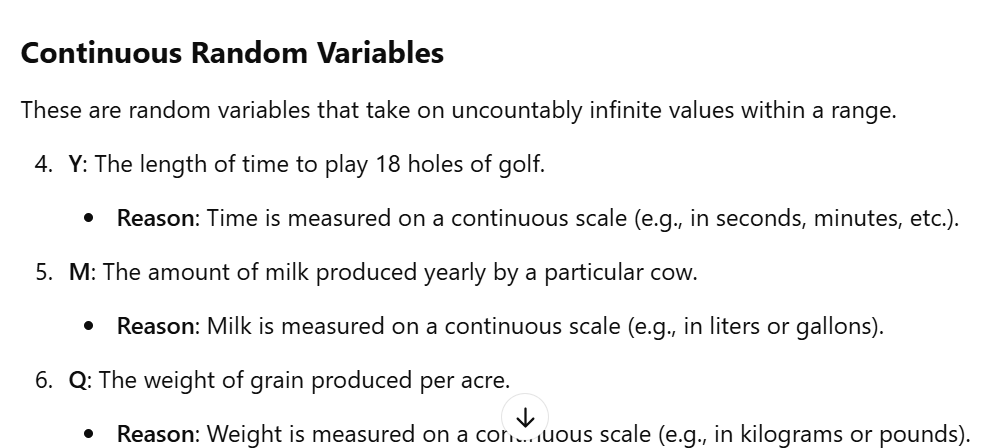 Continuous Random Variables
These are random variables that take on uncountably infinite values within a range.
4. Y: The length of time to play 18 holes of golf.
• Reason: Time is measured on a continuous scale (e.g., in seconds, minutes, etc.).
5. M: The amount of milk produced yearly by a particular cow.
• Reason: Milk is measured on a continuous scale (e.g., in liters or gallons).
6. Q: The weight of grain produced per acre.
• Reason: Weight is measured on a continuous scale (e.g., in kilograms or pounds).